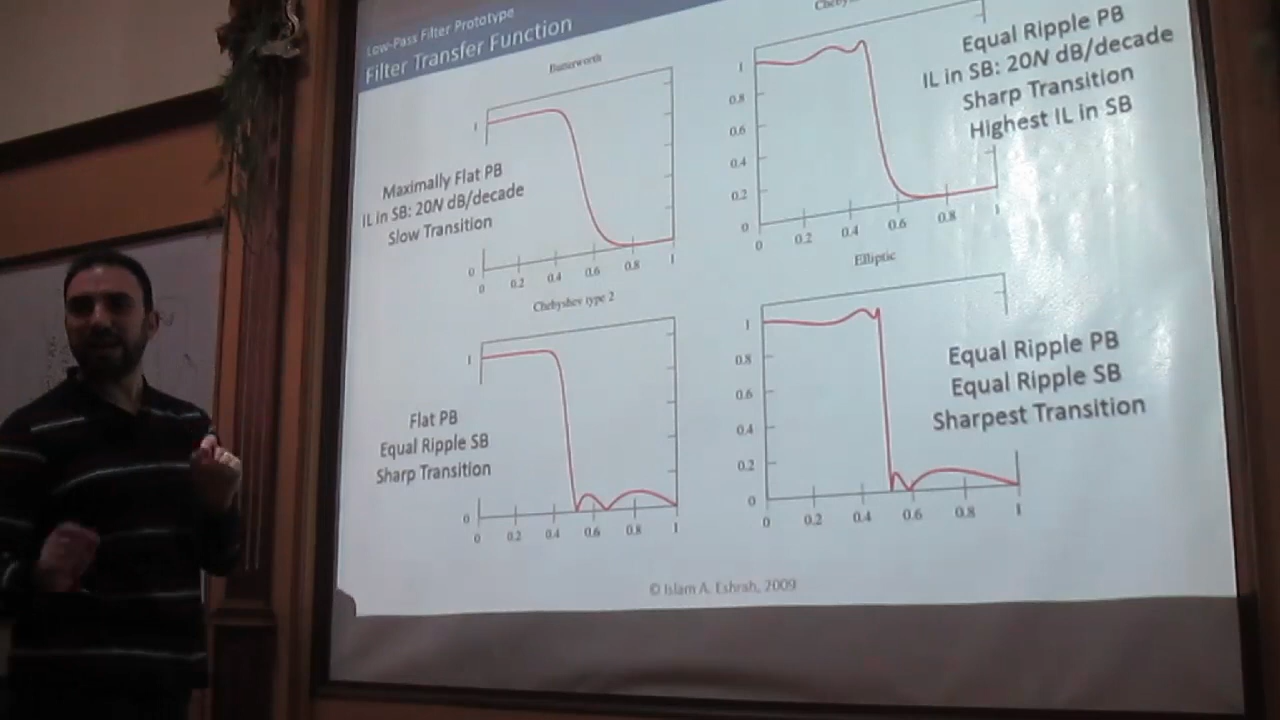 Low-Pass Filter Prototype
Filter Transfer Function
Butterworth
1
0
0 0.2 0.4 0.6 0.8 1
Maximally Flat PB
IL in SB: 20N dB/decade
Slow Transition
1
0.8
0.6
0.4
0.2
0
0 0.2 0.4 0.6 0.8 1
Equal Ripple PB
IL in SB: 20N dB/decade
Sharp Transition
Highest IL in SB
Chebyshev type 2
1
0
0 0.2 0.4 0.6 0.8 1
Flat PB
Equal Ripple SB
Sharp Transition
Elliptic
1
0.8
0.6
0.4
0.2
0
0 0.2 0.4 0.6 0.8 1
Equal Ripple PB
Equal Ripple SB
Sharpest Transition
© Islam A. Eshrah, 2009